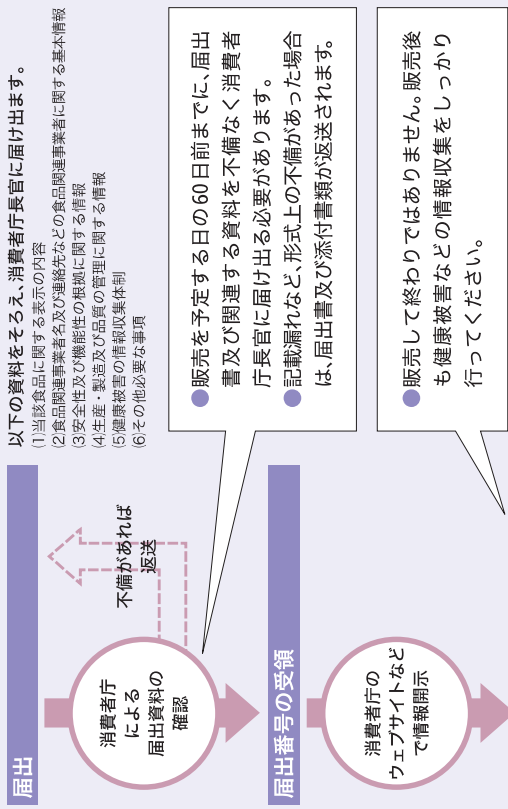 届出
以下の資料をそろえ、消費者庁長官に届け出ます。
(1)当該食品に関する表示の内容
(2)食品関連事業者名及び連絡先などの食品関連事業者に関する基本情報
(3)安全性及び機能性の根拠に関する情報
(4)生産・製造及び品質の管理に関する情報
(5)健康被害の情報収集体制
(6)その他必要な事項
消費者庁
による
届出資料の
確認
不備があれば
返送
●販売を予定する日の60日前までに、届出
書及び関連する資料を不備なく消費者
庁長官に届け出る必要があります。
●記載漏れなど、形式上の不備があった場合
は、届出書及び添付書類が返送されます。
届出番号の受領
消費者庁の
ウェブサイトなど
で情報開示
●販売して終わりではありません。販売後
も健康被害などの情報収集をしっかり
行ってください。